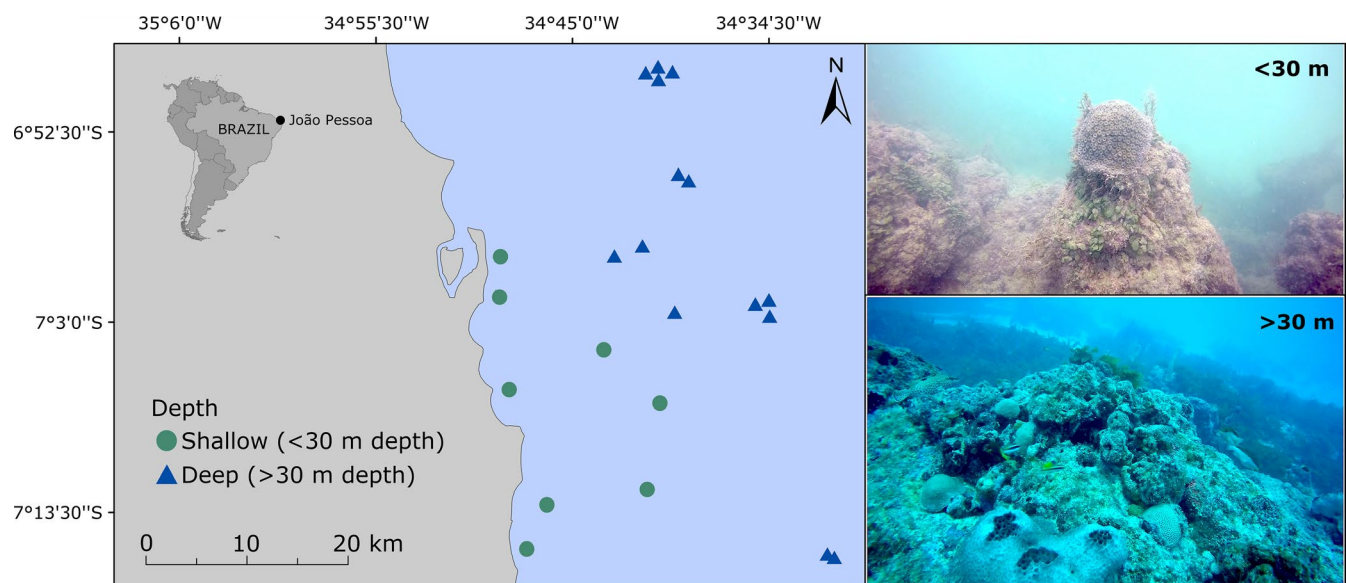 35°6'0''W 34°55'30''W 34°45'0''W 34°34'30''W
<30 m
N
6°52'30''S
BRAZIL
João Pessoa
7°3'0''S
>30 m
Depth
Shallow (<30 m depth)
Deep (>30 m depth)
7°13'30''S
0 10 20 km